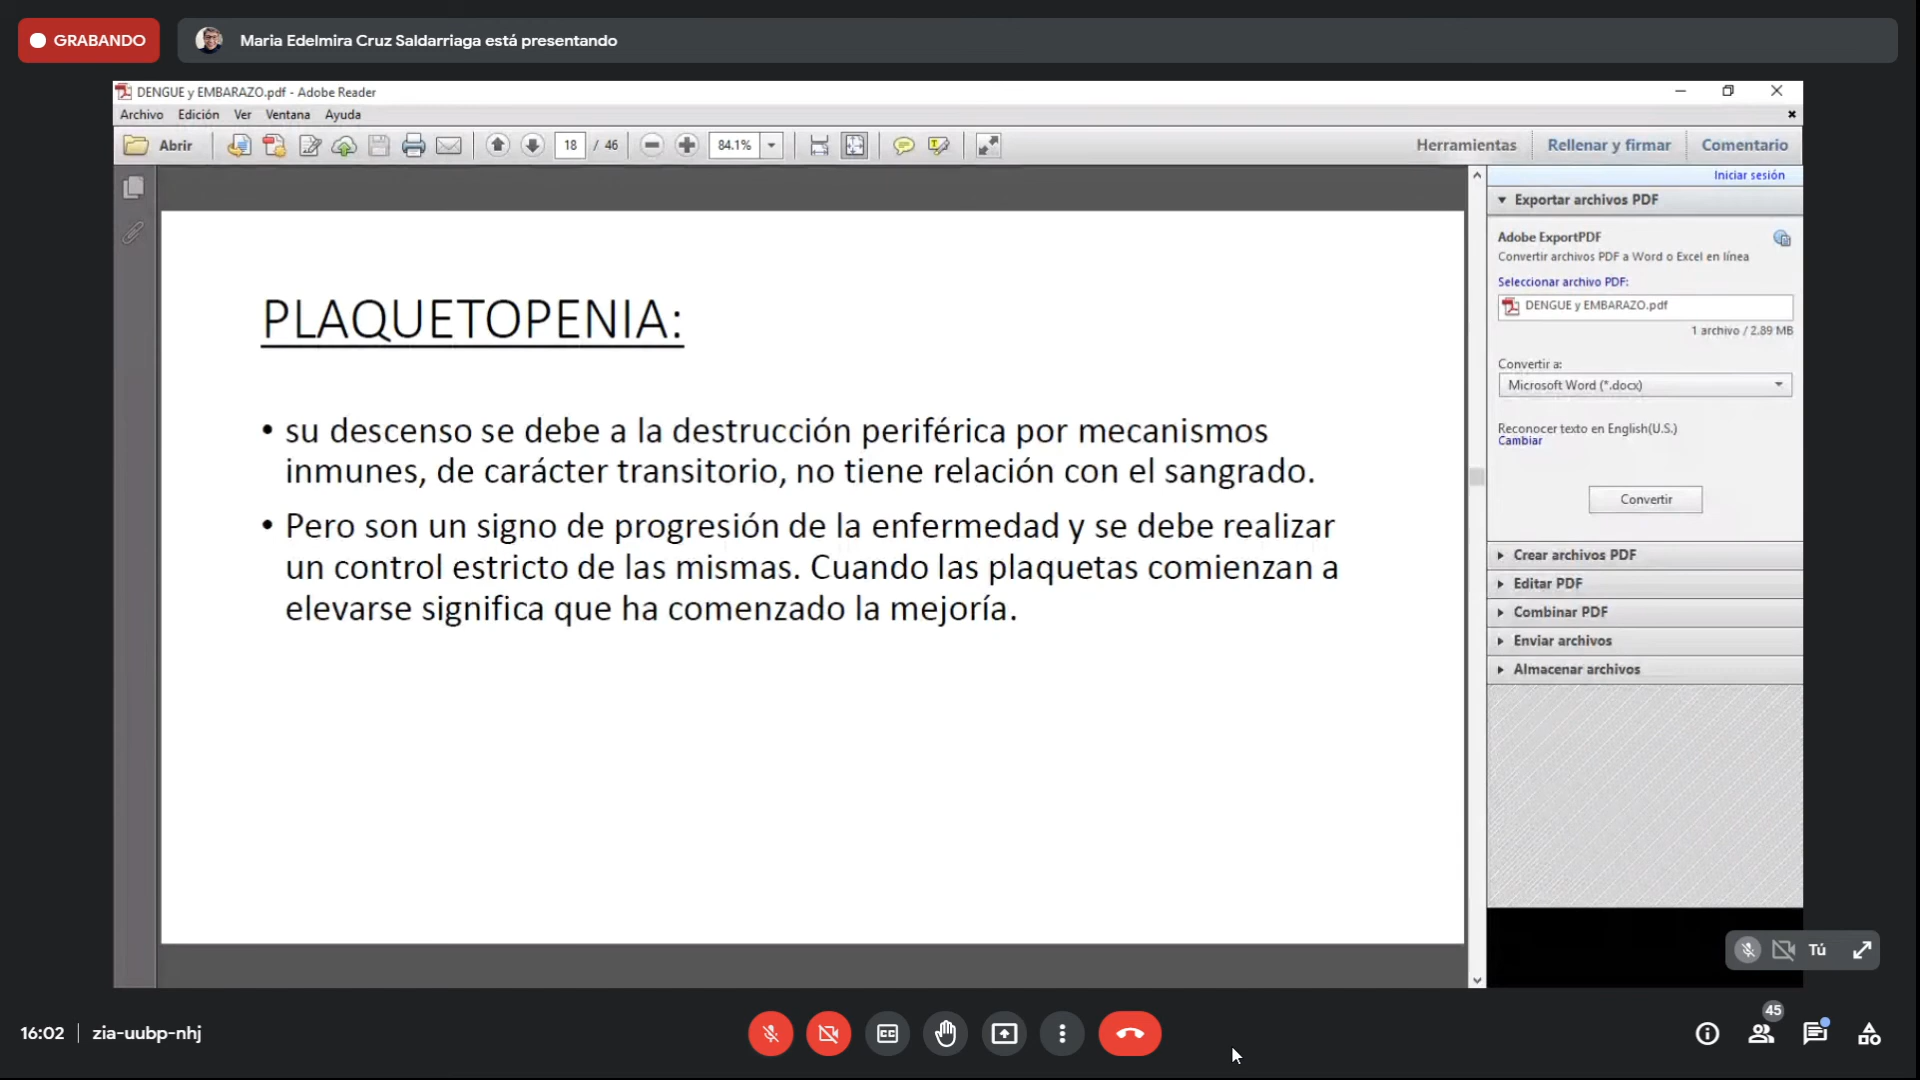 GRABANDO
Maria Edelmira Cruz Saldarriaga está presentando
DENGUE y EMBARAZO.pdf - Adobe Reader
Archivo Edición Ver Ventana Ayuda
Abrir 18 / 46 84.1% Herramientas Rellenar y firmar Comentario
Iniciar sesión
Exportar archivos PDF
Adobe ExportPDF
Convertir archivos PDF a Word o Excel en línea
Seleccionar archivo PDF:
DENGUE y EMBARAZO.pdf
1 archivo / 2.89 MB
Convertir a:
Microsoft Word (*.docx)
Reconocer texto en English(U.S.)
Cambiar
Convertir
Crear archivos PDF
Editar PDF
Combinar PDF
Enviar archivos
Almacenar archivos
PLAQUETOPENIA:
• su descenso se debe a la destrucción periférica por mecanismos
inmunes, de carácter transitorio, no tiene relación con el sangrado.
• Pero son un signo de progresión de la enfermedad y se debe realizar
un control estricto de las mismas. Cuando las plaquetas comienzan a
elevarse significa que ha comenzado la mejoría.
Tú
16:02 | zia-uubp-nhj
CC
45